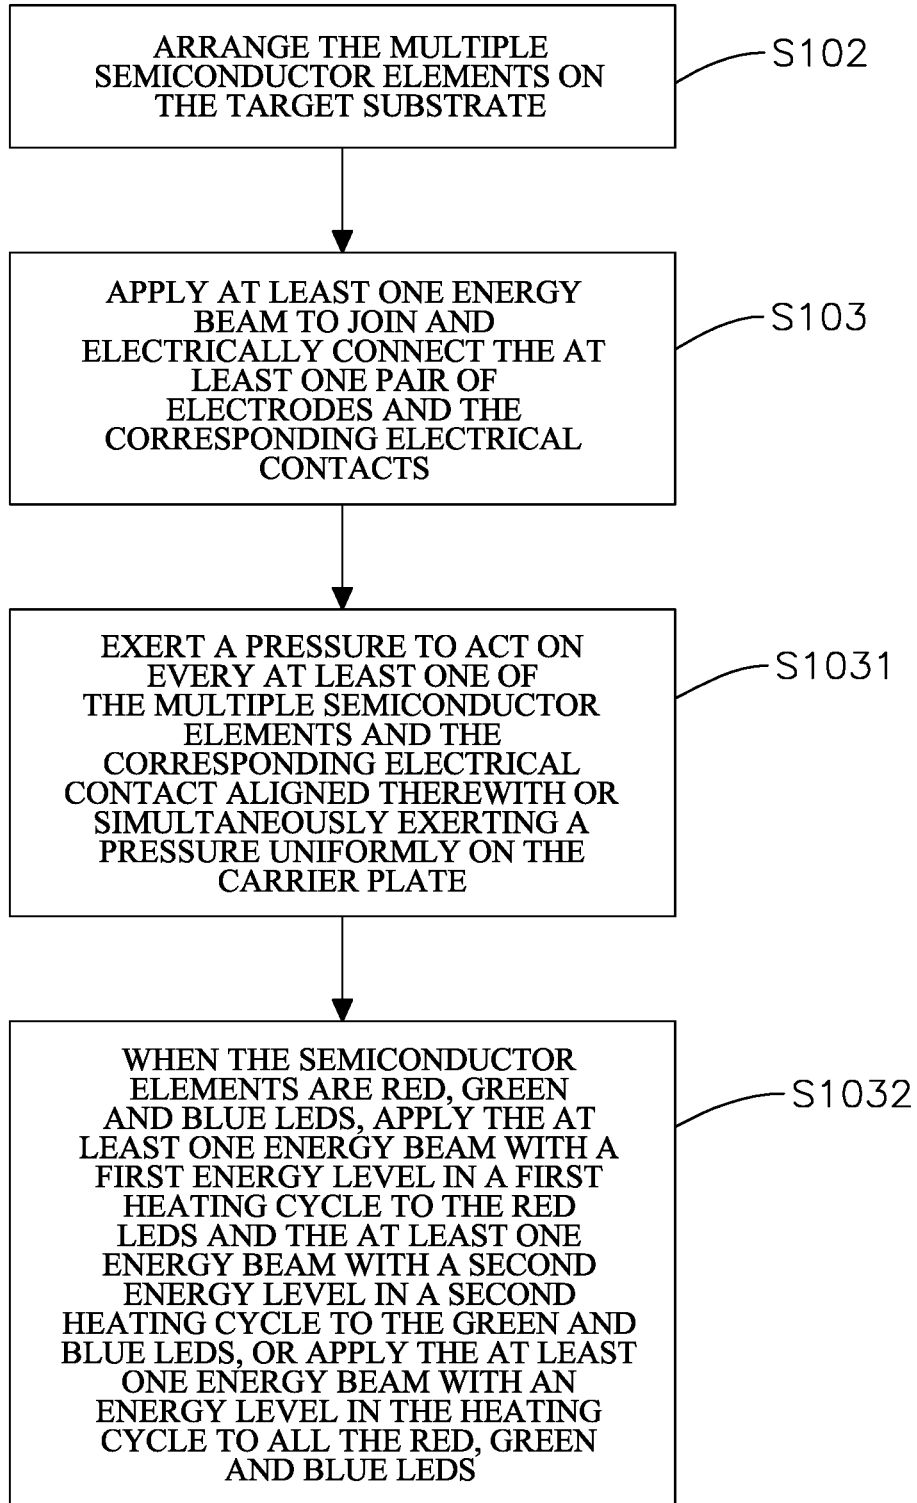 ARRANGE THE MULTIPLE
SEMICONDUCTOR ELEMENTS ON
THE TARGET SUBSTRATE
S102
APPLY AT LEAST ONE ENERGY
BEAM TO JOIN AND
ELECTRICALLY CONNECT THE AT
LEAST ONE PAIR OF
ELECTRODES AND THE
CORRESPONDING ELECTRICAL
CONTACTS
S103
EXERT A PRESSURE TO ACT ON
EVERY AT LEAST ONE OF
THE MULTIPLE SEMICONDUCTOR
ELEMENTS AND THE
CORRESPONDING ELECTRICAL
CONTACT ALIGNED THEREWITH OR
SIMULTANEOUSLY EXERTING A
PRESSURE UNIFORMLY ON THE
CARRIER PLATE
S1031
WHEN THE SEMICONDUCTOR
ELEMENTS ARE RED, GREEN
AND BLUE LEDS, APPLY THE AT
LEAST ONE ENERGY BEAM WITH A
FIRST ENERGY LEVEL IN A FIRST
HEATING CYCLE TO THE RED
LEDS AND THE AT LEAST ONE
ENERGY BEAM WITH A SECOND
ENERGY LEVEL IN A SECOND
HEATING CYCLE TO THE GREEN AND
BLUE LEDS, OR APPLY THE AT LEAST
ONE ENERGY BEAM WITH AN
ENERGY LEVEL IN THE HEATING
CYCLE TO ALL THE RED, GREEN
AND BLUE LEDS
S1032